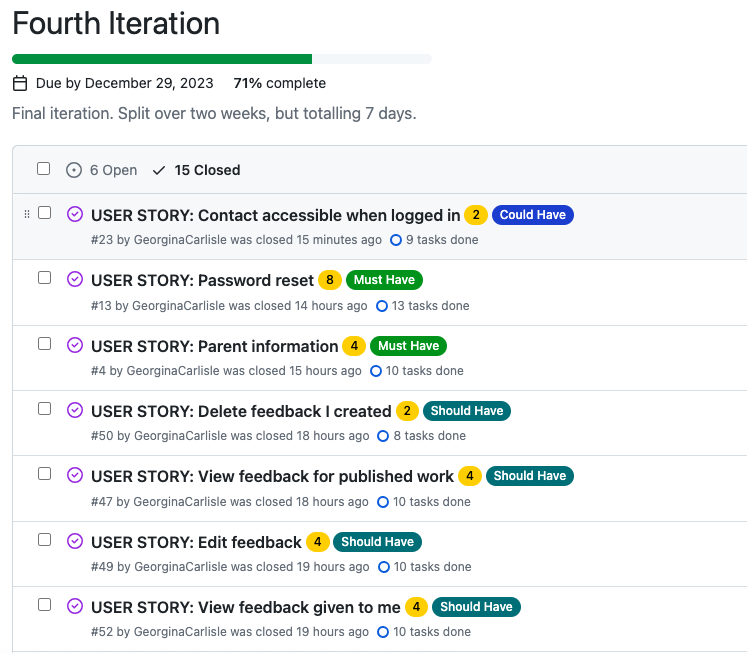 Fourth Iteration
Due by December 29, 2023 71% complete
Final iteration. Split over two weeks, but totalling 7 days.
6 Open 15 Closed
USER STORY: Contact accessible when logged in 2 Could Have
#23 by GeorginaCarlisle was closed 15 minutes ago 9 tasks done
USER STORY: Password reset 8 Must Have
#13 by GeorginaCarlisle was closed 14 hours ago 13 tasks done
USER STORY: Parent information 4 Must Have
#4 by GeorginaCarlisle was closed 15 hours ago 10 tasks done
USER STORY: Delete feedback I created 2 Should Have
#50 by GeorginaCarlisle was closed 18 hours ago 8 tasks done
USER STORY: View feedback for published work 4 Should Have
#47 by GeorginaCarlisle was closed 18 hours ago 10 tasks done
USER STORY: Edit feedback 4 Should Have
#49 by GeorginaCarlisle was closed 19 hours ago 10 tasks done
USER STORY: View feedback given to me 4 Should Have
#52 by GeorginaCarlisle was closed 19 hours ago 10 tasks done